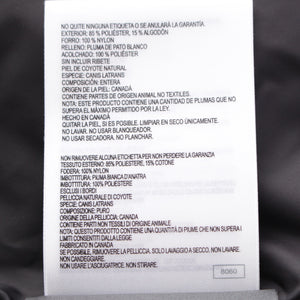 NO QUITE NINGUNA ETIQUETA O SE ANULARÁ LA GARANTÍA.
EXTERIOR: 85 % POLIÉSTER, 15 % ALGODÓN
FORRO: 100 % NYLON
RELLENO: PLUMA DE PATO BLANCO
ACOLCHADO: 100 % POLIÉSTER
SIN INCLUIR RIBETE
PIEL DE COYOTE NATURAL
ESPECIE: CANIS LATRANS
COMPOSICIÓN: ENTERA
ORIGEN DE LA PIEL: CANADÁ
CONTIENE PARTES DE ORIGEN ANIMAL NO TEXTILES.
NOTA: ESTE PRODUCTO CONTIENE UNA CANTIDAD DE PLUMAS QUE NO
SUPERA EL MÁXIMO PERMITIDO POR LA LEY.
HECHO EN CANADÁ
QUITAR LA PIEL, SI ES POSIBLE. LIMPIAR EN SECO ÚNICAMENTE.
NO LAVAR. NO USAR BLANQUEADOR.
NO USAR SECADORA. NO PLANCHAR.
NON RIMUOVERE ALCUNA ETICHETTA PER NON PERDERE LA GARANZIA
TESSUTO ESTERNO: 85% POLIESTERE, 15% COTONE
FODERA: 100% NYLON
IMBOTTITURA: PIUMA BIANCA D'ANATRA
IMBOTTITURA: 100% POLIESTERE
ESCLUSI I BORDI
PELLICCIA NATURALE DI COYOTE
SPECIE: CANIS LATRANS
COMPOSIZIONE: PURO
ORIGINE DELLA PELLICCIA: CANADA
CONTIENE PARTI NON TESSILI DI ORIGINE ANIMALE
NOTA: QUESTO PRODOTTO CONTIENE UNA QUANTITÀ DI PIUME CHE NON SUPERA I
LIMITI CONSENTITI DALLA LEGGE
FABBRICATO IN CANADA
SE POSSIBILE, RIMUOVERE LA PELLICCIA. SOLO LAVAGGIO A SECCO. NON LAVARE.
NON CANDEGGIARE.
NON USARE L'ASCIUGATRICE. NON STIRARE.
8060